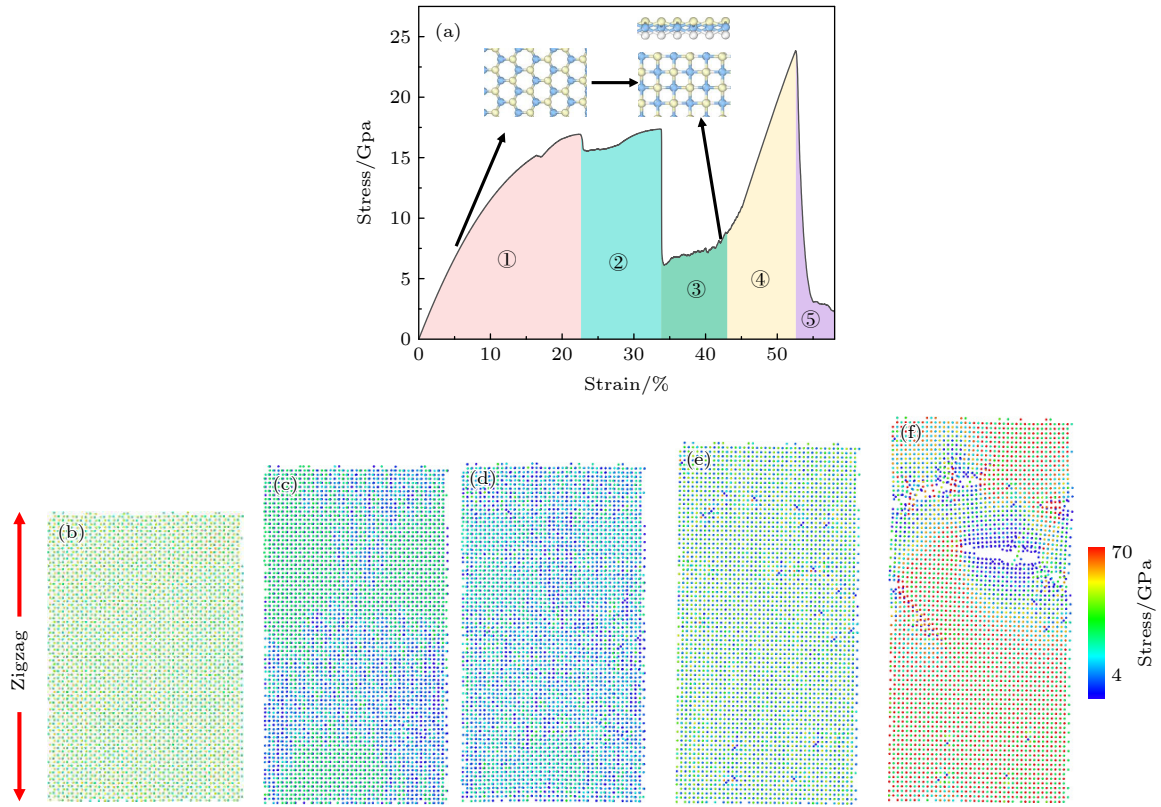 (a)
25
20
15
10
5
0
Stress/Gpa
① ② ③ ④ ⑤
0 10 20 30 40 50
Strain/%
(b) (c) (d) (e) (f)
Zigzag
70
4
Stress/GPa